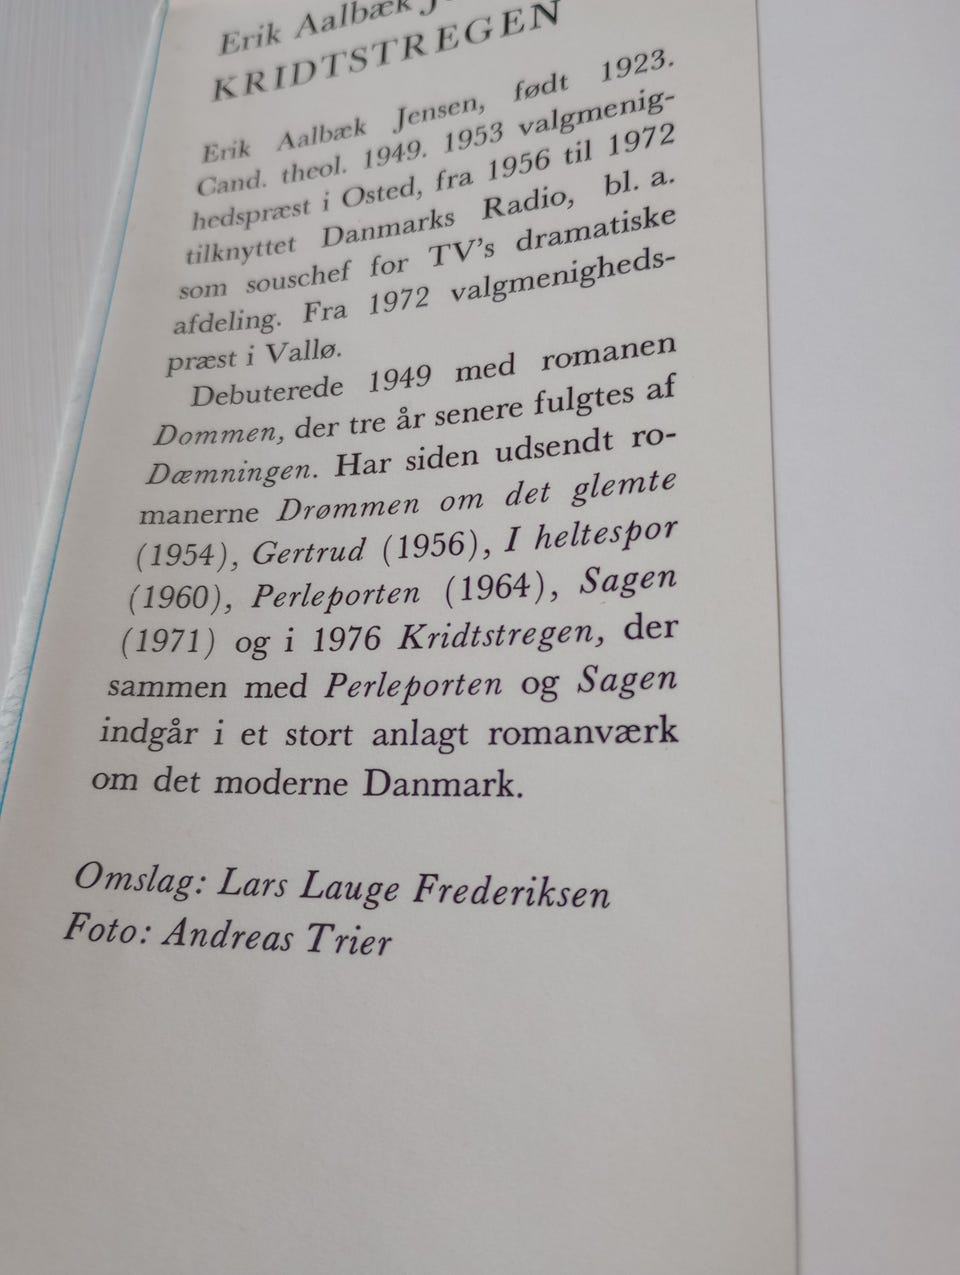 Erik Aalbæk
KRIDTSTREGEN
Erik Aalbæk Jensen, født 1923.
Cand. theol. 1949. 1953 valgmenig-
hedspræst i Osted, fra 1956 til 1972
tilknyttet Danmarks Radio, bl. a.
som souschef for TV's dramatiske
afdeling. Fra 1972 valgmenigheds-
præst i Vallø.
Debuterede 1949 med romanen
Dommen, der tre år senere fulgtes af
Dæmningen. Har siden udsendt ro-
manerne Drømmen om det glemte
(1954), Gertrud (1956), I heltespor
(1960), Perleporten (1964), Sagen
(1971) og i 1976 Kridtstregen, der
sammen med Perleporten og Sagen
indgår i et stort anlagt romanværk
om det moderne Danmark.
Omslag: Lars Lauge Frederiksen
Foto: Andreas Trier